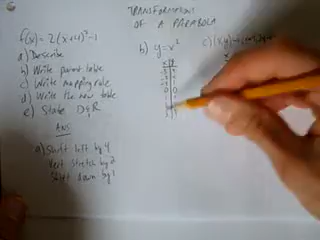 TRANSFORMATION
OF A PARABOLA
f(x) = 2(x+4)²-1
a) Describe
b) Write parent table
c) Write mapping rule
d) Write the new table
e) State D&R
ANS
a) Shift left by 4
Vert stretch by 2
Shift down by 1
b) y = x²
x y
c) (x,y)→